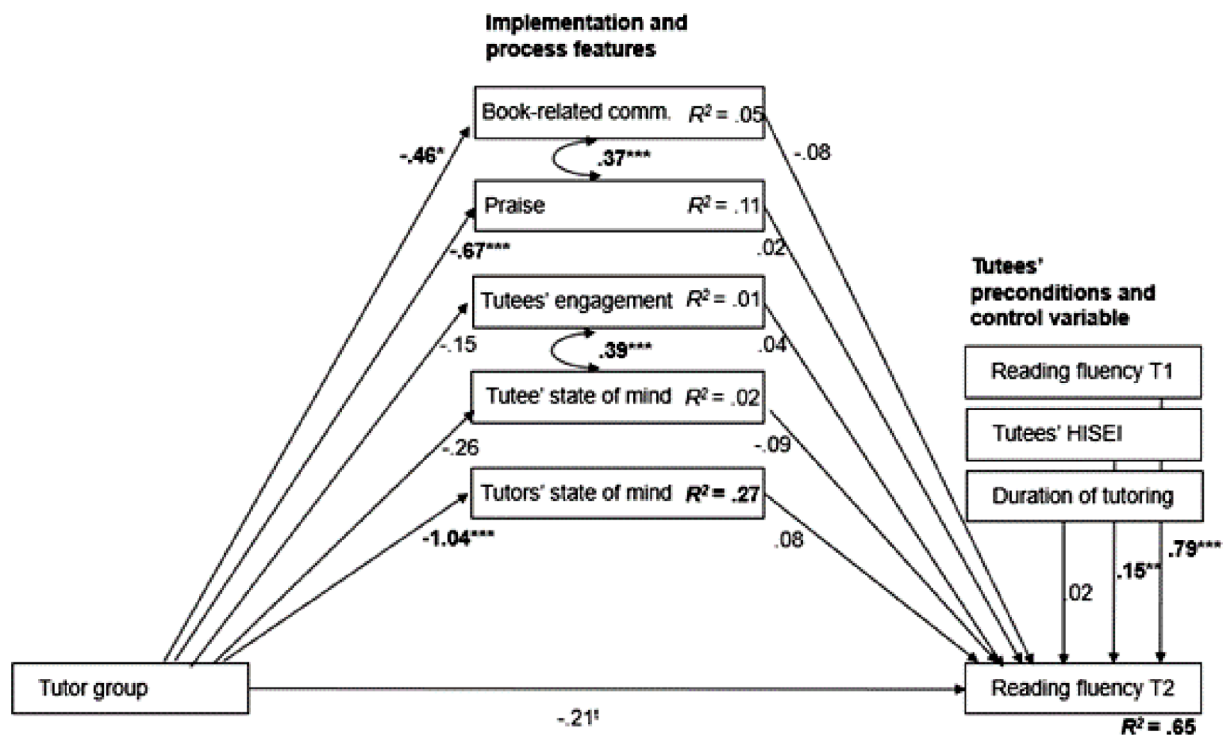 Implementation and
process features
Book-related comm. R² = .05
-.46*
.37***
-.08
Praise R² = .11
-.67***
.02
Tutees' engagement R² = .01
-.15
.39***
.04
Tutee' state of mind R² = .02
-.26
-.09
Tutors' state of mind R² = .27
-1.04***
.08
Tutees'
preconditions and
control variable
Reading fluency T1
Tutees' HISEI
Duration of tutoring
.02
.15**
.79***
Tutor group
-.21ᵗ
Reading fluency T2
R² = .65